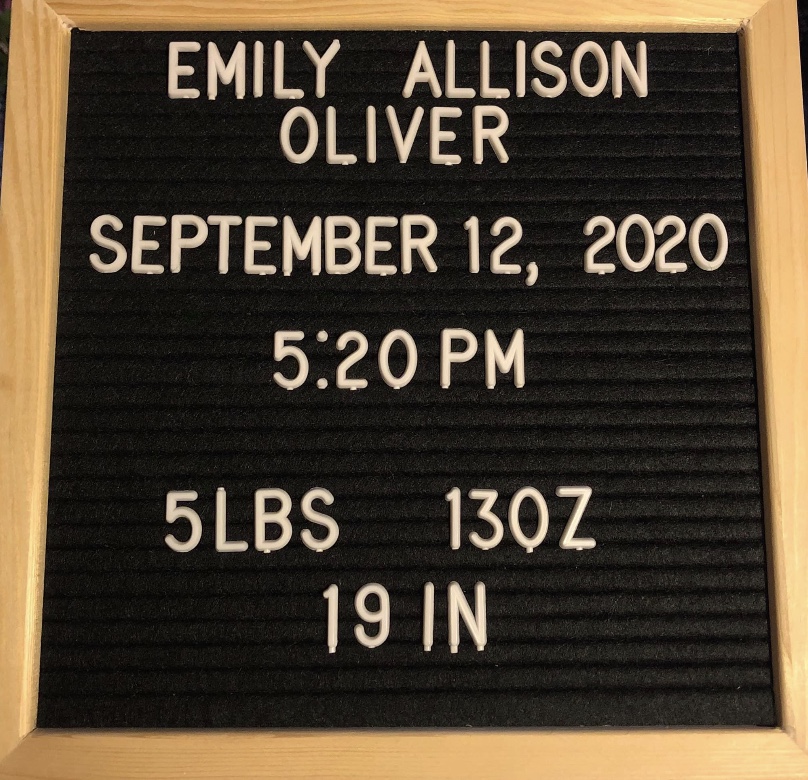 EMILY ALLISON
OLIVER
SEPTEMBER 12, 2020
5:20 PM
5LBS 13OZ
19 IN